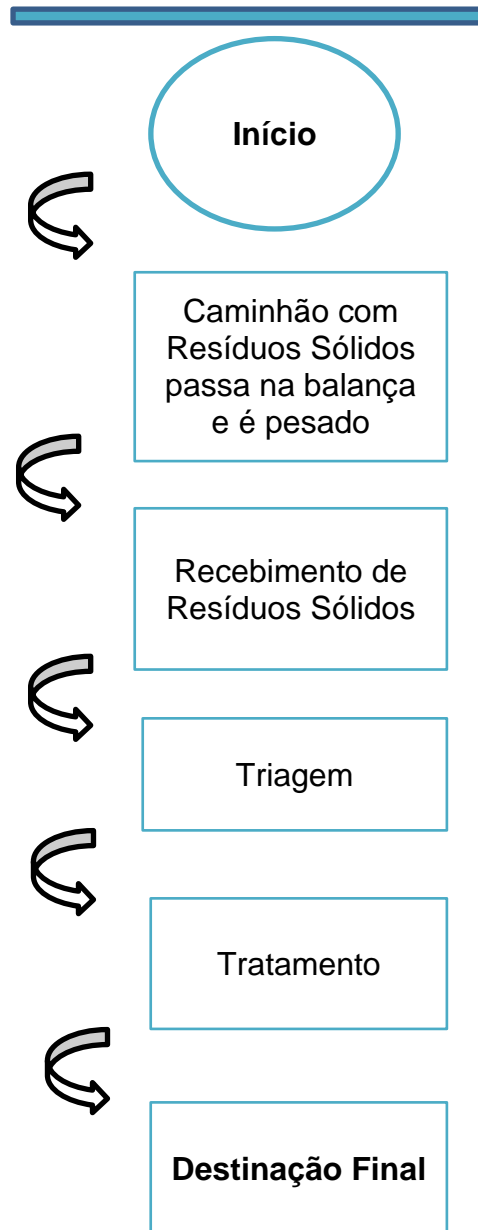 Início
Caminhão com
Resíduos Sólidos
passa na balança
e é pesado
Recebimento de
Resíduos Sólidos
Triagem
Tratamento
Destinação Final